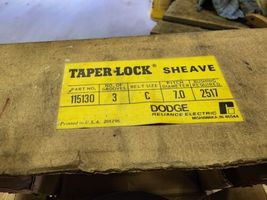 TAPER-LOCK® SHEAVE
PART NO. NO. OF GROOVES BELT SIZE PITCH DIAMETER BUSHING REQUIRED
115130 3 C 7.0 2517
DODGE
RELIANCE ELECTRIC
MISHAWAKA, IN 46544
Printed in U.S.A.